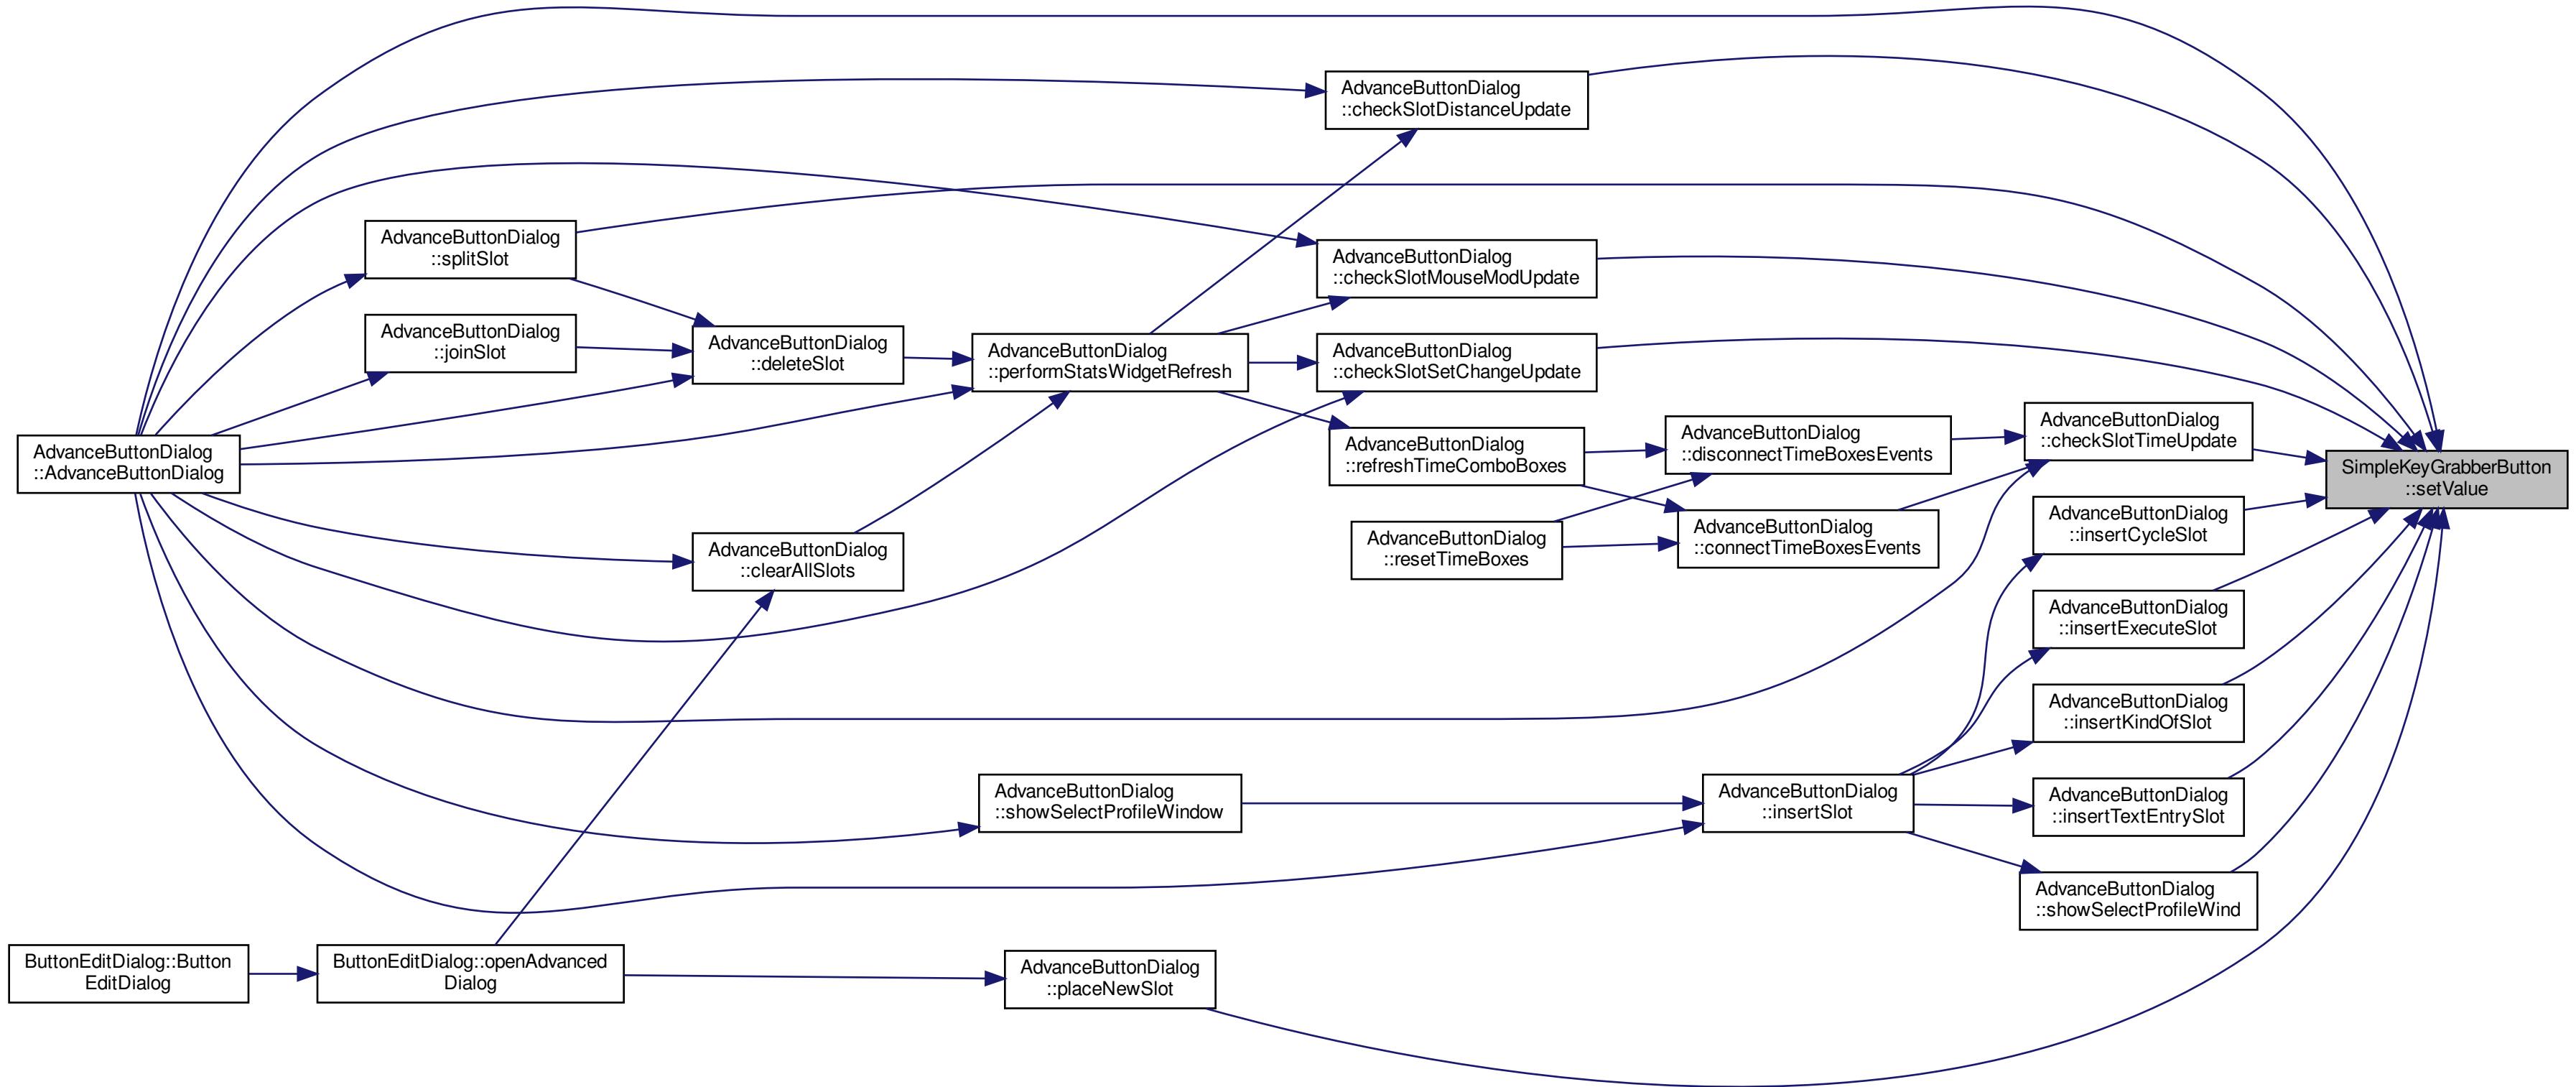 AdvanceButtonDialog
::checkSlotDistanceUpdate
AdvanceButtonDialog
::splitSlot
AdvanceButtonDialog
::checkSlotMouseModUpdate
AdvanceButtonDialog
::joinSlot
AdvanceButtonDialog
::deleteSlot
AdvanceButtonDialog
::performStatsWidgetRefresh
AdvanceButtonDialog
::checkSlotSetChangeUpdate
AdvanceButtonDialog
::AdvanceButtonDialog
AdvanceButtonDialog
::refreshTimeComboBoxes
AdvanceButtonDialog
::disconnectTimeBoxesEvents
AdvanceButtonDialog
::checkSlotTimeUpdate
SimpleKeyGrabberButton
::setValue
AdvanceButtonDialog
::clearAllSlots
AdvanceButtonDialog
::resetTimeBoxes
AdvanceButtonDialog
::connectTimeBoxesEvents
AdvanceButtonDialog
::insertCycleSlot
AdvanceButtonDialog
::insertExecuteSlot
AdvanceButtonDialog
::insertKindOfSlot
AdvanceButtonDialog
::showSelectProfileWindow
AdvanceButtonDialog
::insertSlot
AdvanceButtonDialog
::insertTextEntrySlot
AdvanceButtonDialog
::showSelectProfileWind
ButtonEditDialog::Button
EditDialog
ButtonEditDialog::openAdvanced
Dialog
AdvanceButtonDialog
::placeNewSlot